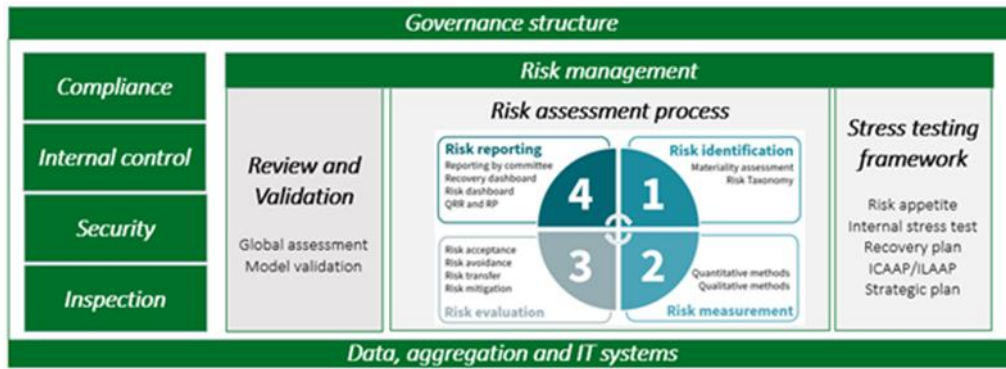 Governance structure
Compliance
Internal control
Security
Inspection
Risk management
Review and
Validation
Global assessment
Model validation
Risk assessment process
Risk reporting
Reporting by committee
Recovery dashboard
Risk dashboard
QRR and RP
4
1
Risk identification
Materiality assessment
Risk Taxonomy
Risk acceptance
Risk avoidance
Risk transfer
Risk mitigation
Risk evaluation
3
2
Quantitative methods
Qualitative methods
Risk measurement
Stress testing
framework
Risk appetite
Internal stress test
Recovery plan
ICAAP/ILAAP
Strategic plan
Data, aggregation and IT systems